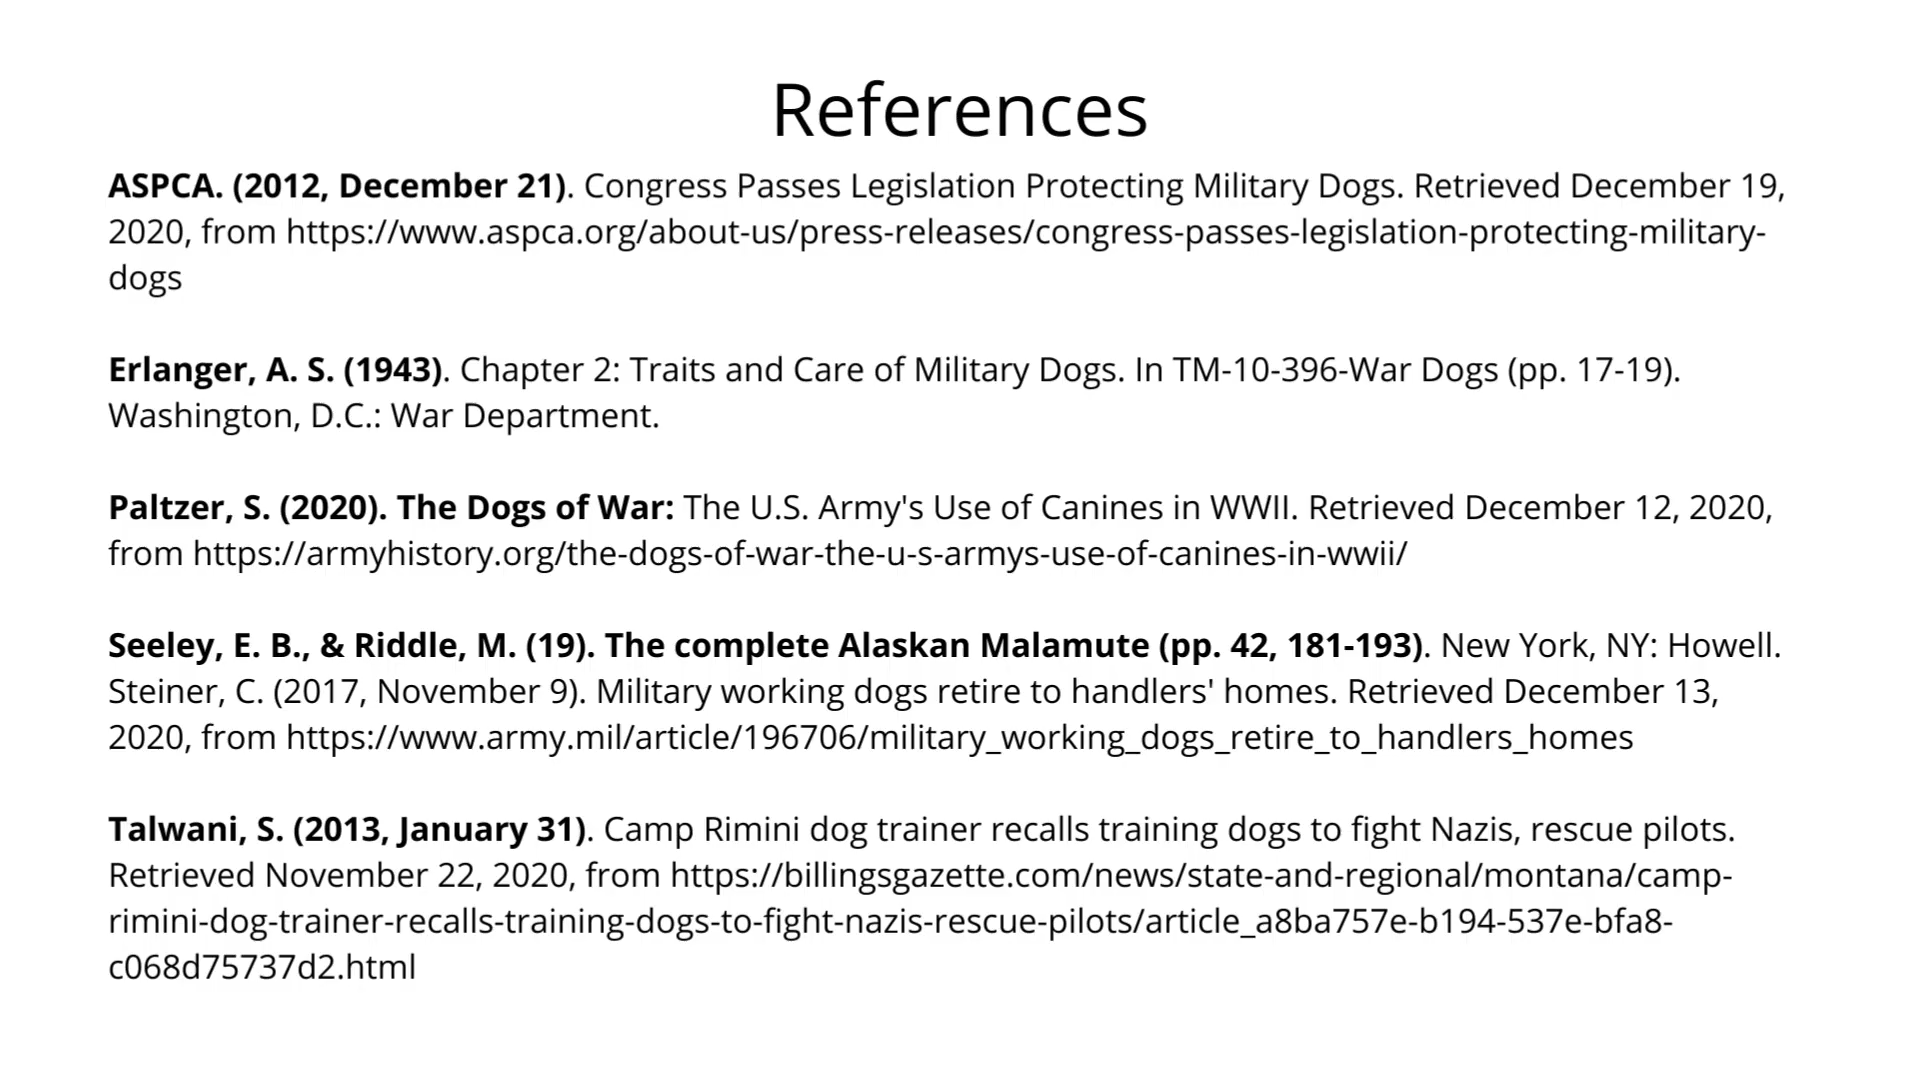 References
ASPCA. (2012, December 21). Congress Passes Legislation Protecting Military Dogs. Retrieved December 19,
2020, from https://www.aspca.org/about-us/press-releases/congress-passes-legislation-protecting-military-
dogs
Erlanger, A. S. (1943). Chapter 2: Traits and Care of Military Dogs. In TM-10-396-War Dogs (pp. 17-19).
Washington, D.C.: War Department.
Paltzer, S. (2020). The Dogs of War: The U.S. Army's Use of Canines in WWII. Retrieved December 12, 2020,
from https://armyhistory.org/the-dogs-of-war-the-u-s-armys-use-of-canines-in-wwii/
Seeley, E. B., & Riddle, M. (19). The complete Alaskan Malamute (pp. 42, 181-193). New York, NY: Howell.
Steiner, C. (2017, November 9). Military working dogs retire to handlers' homes. Retrieved December 13,
2020, from https://www.army.mil/article/196706/military_working_dogs_retire_to_handlers_homes
Talwani, S. (2013, January 31). Camp Rimini dog trainer recalls training dogs to fight Nazis, rescue pilots.
Retrieved November 22, 2020, from https://billingsgazette.com/news/state-and-regional/montana/camp-
rimini-dog-trainer-recalls-training-dogs-to-fight-nazis-rescue-pilots/article_a8ba757e-b194-537e-bfa8-
c068d75737d2.html